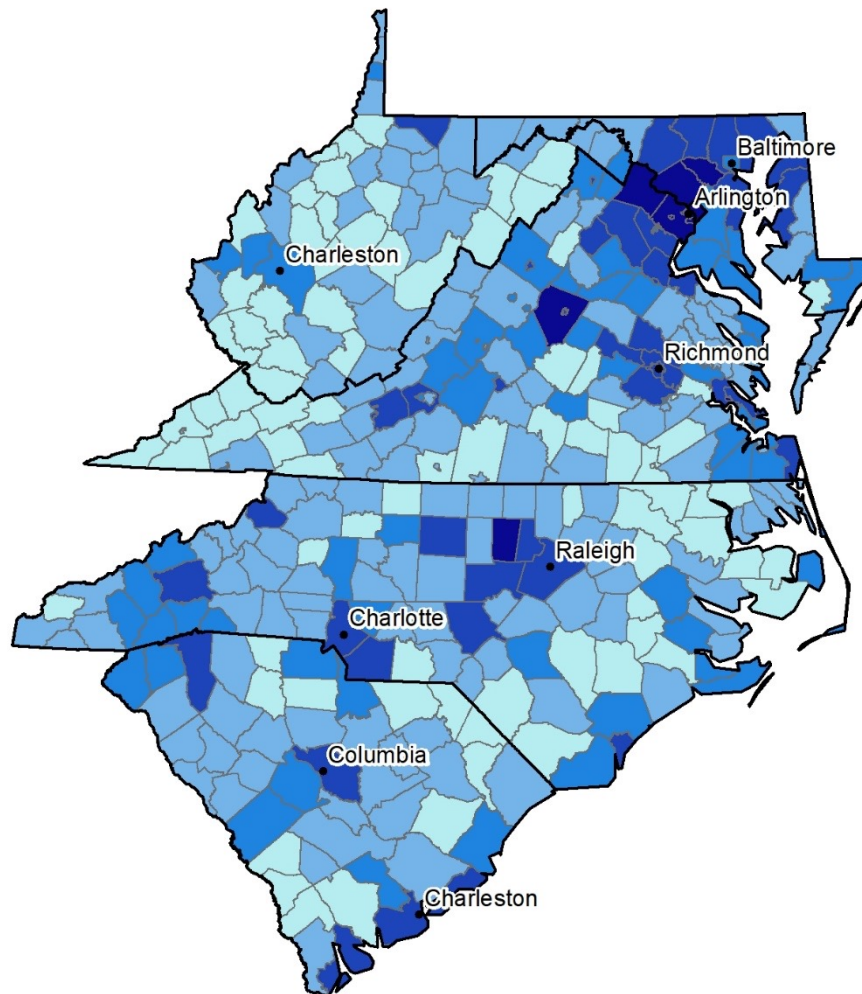 Baltimore
Arlington
Charleston
Richmond
Raleigh
Charlotte
Columbia
Charleston